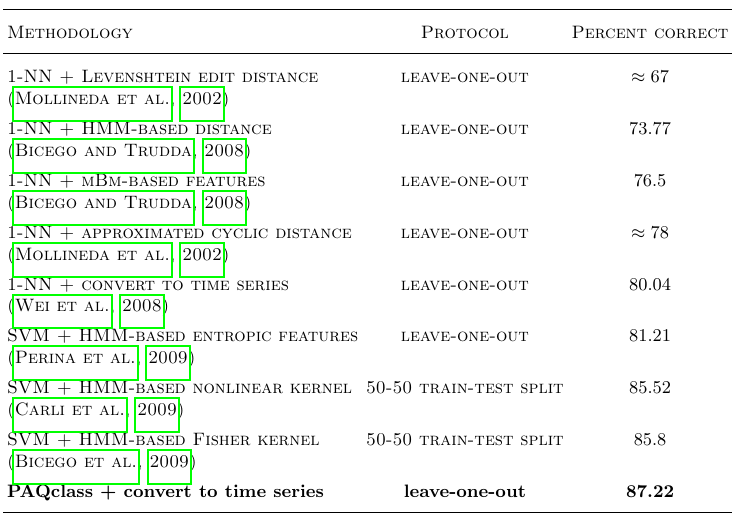 Methodology Protocol Percent correct
1-NN + Levenshtein edit distance leave-one-out ≈ 67
(Mollineda et al., 2002)
1-NN + HMM-based distance leave-one-out 73.77
(Bicego and Trudda, 2008)
1-NN + mBm-based features leave-one-out 76.5
(Bicego and Trudda, 2008)
1-NN + approximated cyclic distance leave-one-out ≈ 78
(Mollineda et al., 2002)
1-NN + convert to time series leave-one-out 80.04
(Wei et al., 2008)
SVM + HMM-based entropic features leave-one-out 81.21
(Perina et al., 2009)
SVM + HMM-based nonlinear kernel 50-50 train-test split 85.52
(Carli et al., 2009)
SVM + HMM-based Fisher kernel 50-50 train-test split 85.8
(Bicego et al., 2009)
PAQclass + convert to time series leave-one-out 87.22